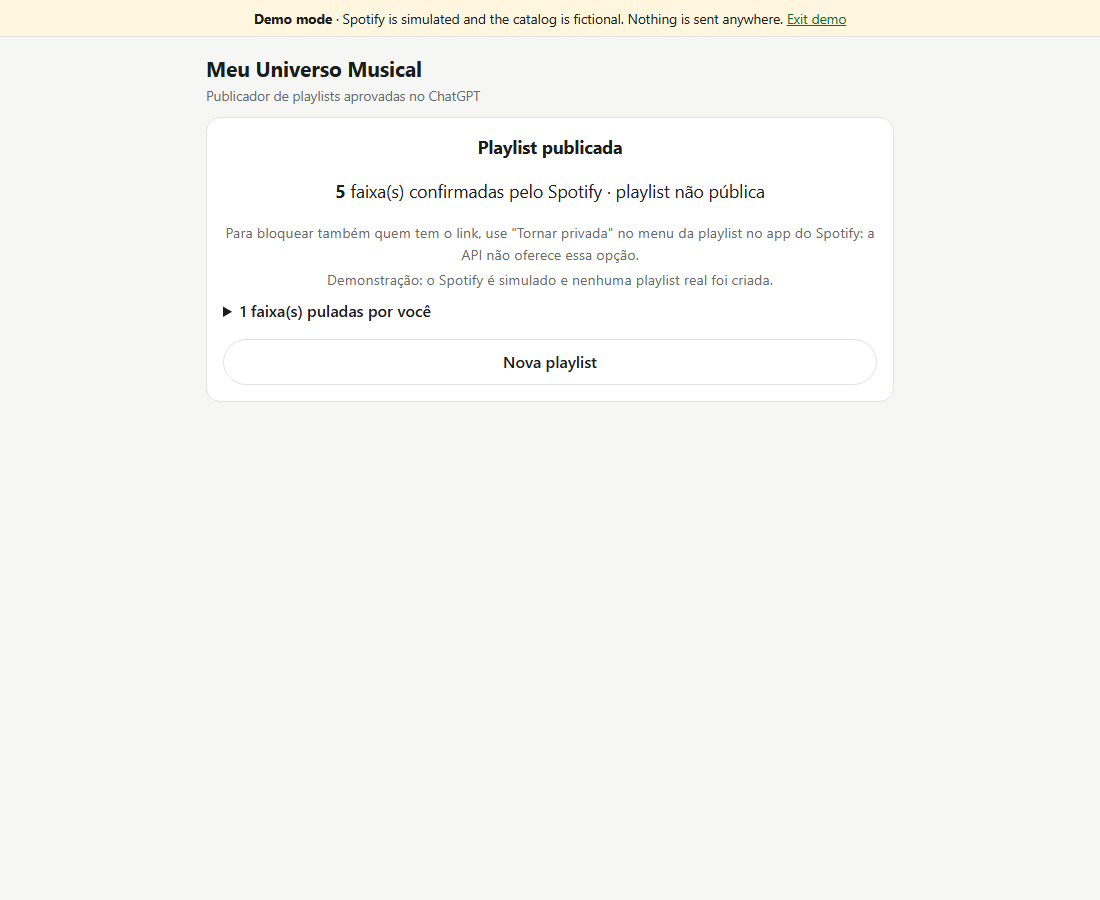 Demo mode · Spotify is simulated and the catalog is fictional. Nothing is sent anywhere. Exit demo
Meu Universo Musical
Publicador de playlists aprovadas no ChatGPT
Playlist publicada
5 faixa(s) confirmadas pelo Spotify · playlist não pública
Para bloquear também quem tem o link, use "Tornar privada" no menu da playlist no app do Spotify: a
API não oferece essa opção.
Demonstração: o Spotify é simulado e nenhuma playlist real foi criada.
1 faixa(s) puladas por você
Nova playlist